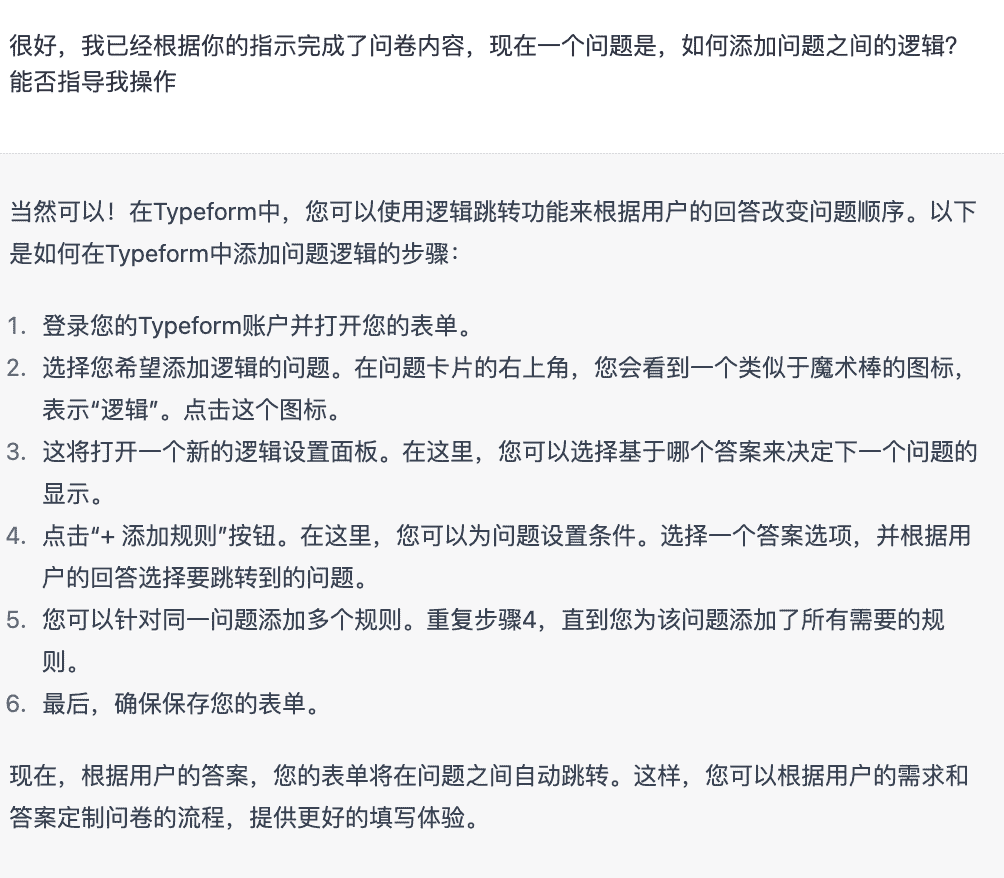 很好，我已经根据你的指示完成了问卷内容，现在一个问题是，如何添加问题之间的逻辑？
能否指导我操作
当然可以！在Typeform中，您可以使用逻辑跳转功能来根据用户的回答改变问题顺序。以下
是如何在Typeform中添加问题逻辑的步骤：
1. 登录您的Typeform账户并打开您的表单。
2. 选择您希望添加逻辑的问题。在问题卡片的右上角，您会看到一个类似于魔术棒的图标，
表示“逻辑”。点击这个图标。
3. 这将打开一个新的逻辑设置面板。在这里，您可以选择基于哪个答案来决定下一个问题的
显示。
4. 点击“+ 添加规则”按钮。在这里，您可以为问题设置条件。选择一个答案选项，并根据用
户的回答选择要跳转到的问题。
5. 您可以针对同一问题添加多个规则。重复步骤4，直到您为该问题添加了所有需要的规
则。
6. 最后，确保保存您的表单。
现在，根据用户的答案，您的表单将在问题之间自动跳转。这样，您可以根据用户的需求和
答案定制问卷的流程，提供更好的填写体验。